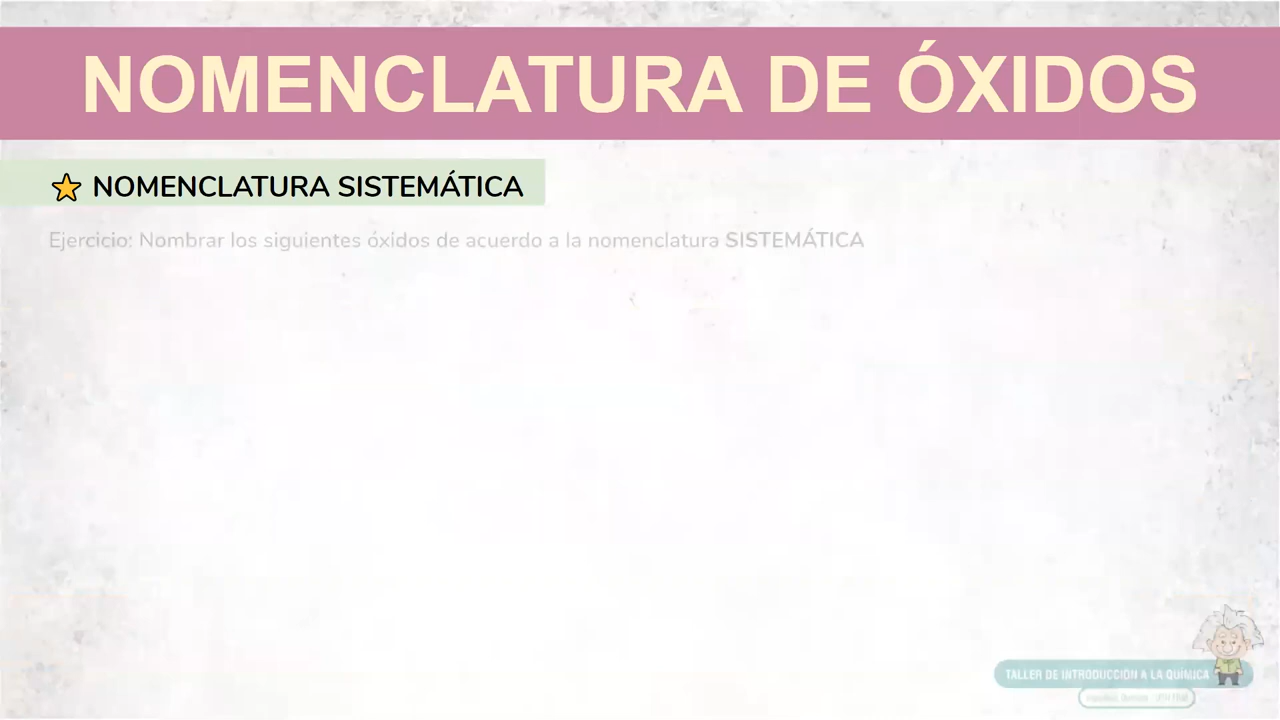 NOMENCLATURA DE ÓXIDOS
NOMENCLATURA SISTEMÁTICA
Ejercicio: Nombrar los siguientes óxidos de acuerdo a la nomenclatura SISTEMÁTICA
TALLER DE INTRODUCCIÓN A LA QUÍMICA